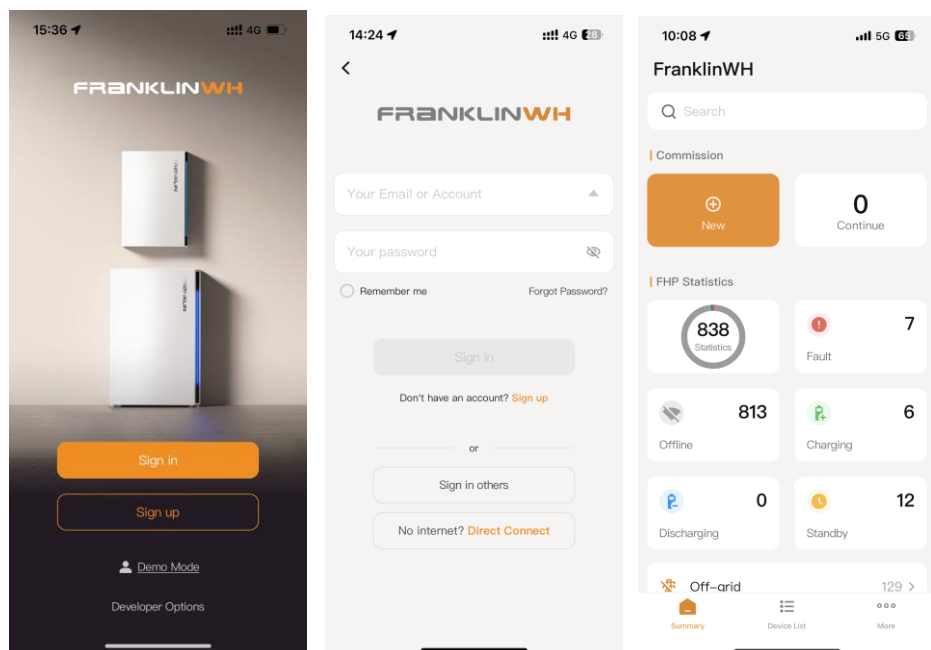 15:36
4G
FRANKLINWH
Sign in
Sign up
Demo Mode
Developer Options
14:24
4G 28
FRANKLINWH
Your Email or Account
Your password
Remember me Forgot Password?
Sign in
Don't have an account? Sign up
or
Sign in others
No internet? Direct Connect
10:08
5G 65
FranklinWH
Search
Commission
New
0
Continue
FHP Statistics
838
Statistics
7
Fault
813
Offline
6
Charging
0
Discharging
12
Standby
Off-grid 129 >
Summary
Device List
More